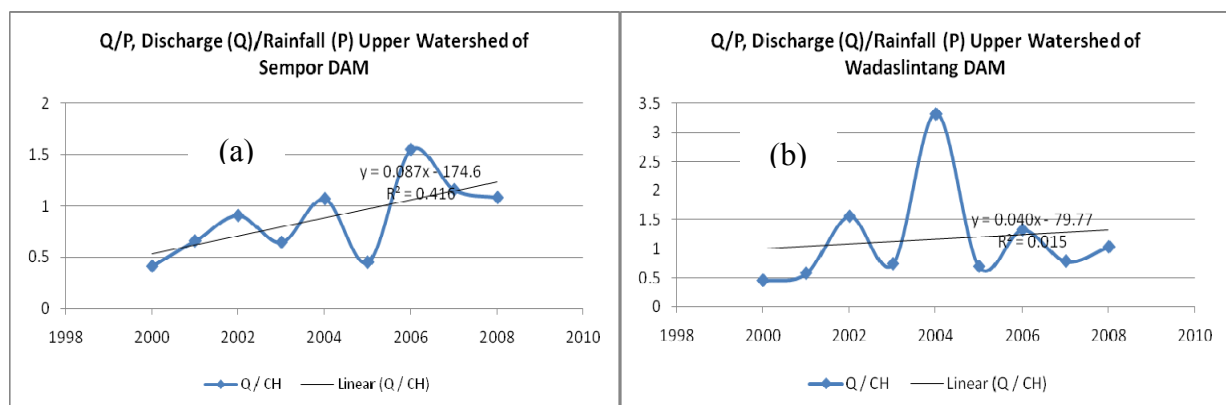 Q/P, Discharge (Q)/Rainfall (P) Upper Watershed of
Sempor DAM
2
1.5
1
0.5
0
(a)
y = 0.087x - 174.6
R² = 0.416
1998
2000
2002
2004
2006
2008
2010
Q / CH
Linear (Q / CH)
Q/P, Discharge (Q)/Rainfall (P) Upper Watershed of
Wadaslintang DAM
3.5
3
2.5
2
1.5
1
0.5
0
(b)
y = 0.040x - 79.77
R² = 0.015
1998
2000
2002
2004
2006
2008
2010
Q / CH
Linear (Q / CH)